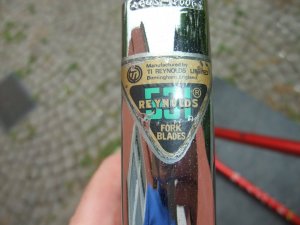 Manufactured by
TI REYNOLDS LIMITED
Birmingham, England
531®
REYNOLDS
FORK
BLADES